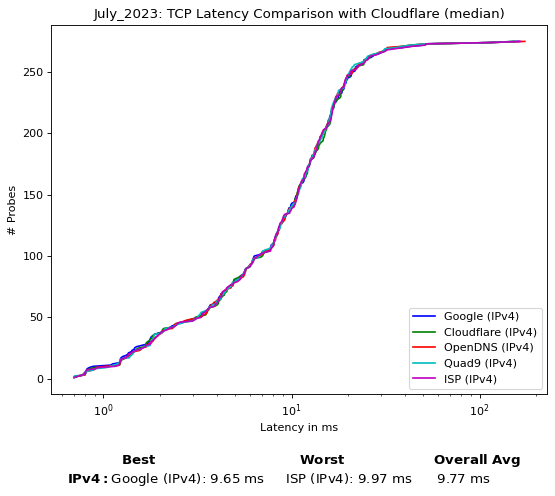 July_2023: TCP Latency Comparison with Cloudflare (median)
# Probes
250
200
150
100
50
0
Google (IPv4)
Cloudflare (IPv4)
OpenDNS (IPv4)
Quad9 (IPv4)
ISP (IPv4)
10⁰ 10¹ 10²
Latency in ms
Best Worst Overall Avg
IPv4: Google (IPv4): 9.65 ms ISP (IPv4): 9.97 ms 9.77 ms